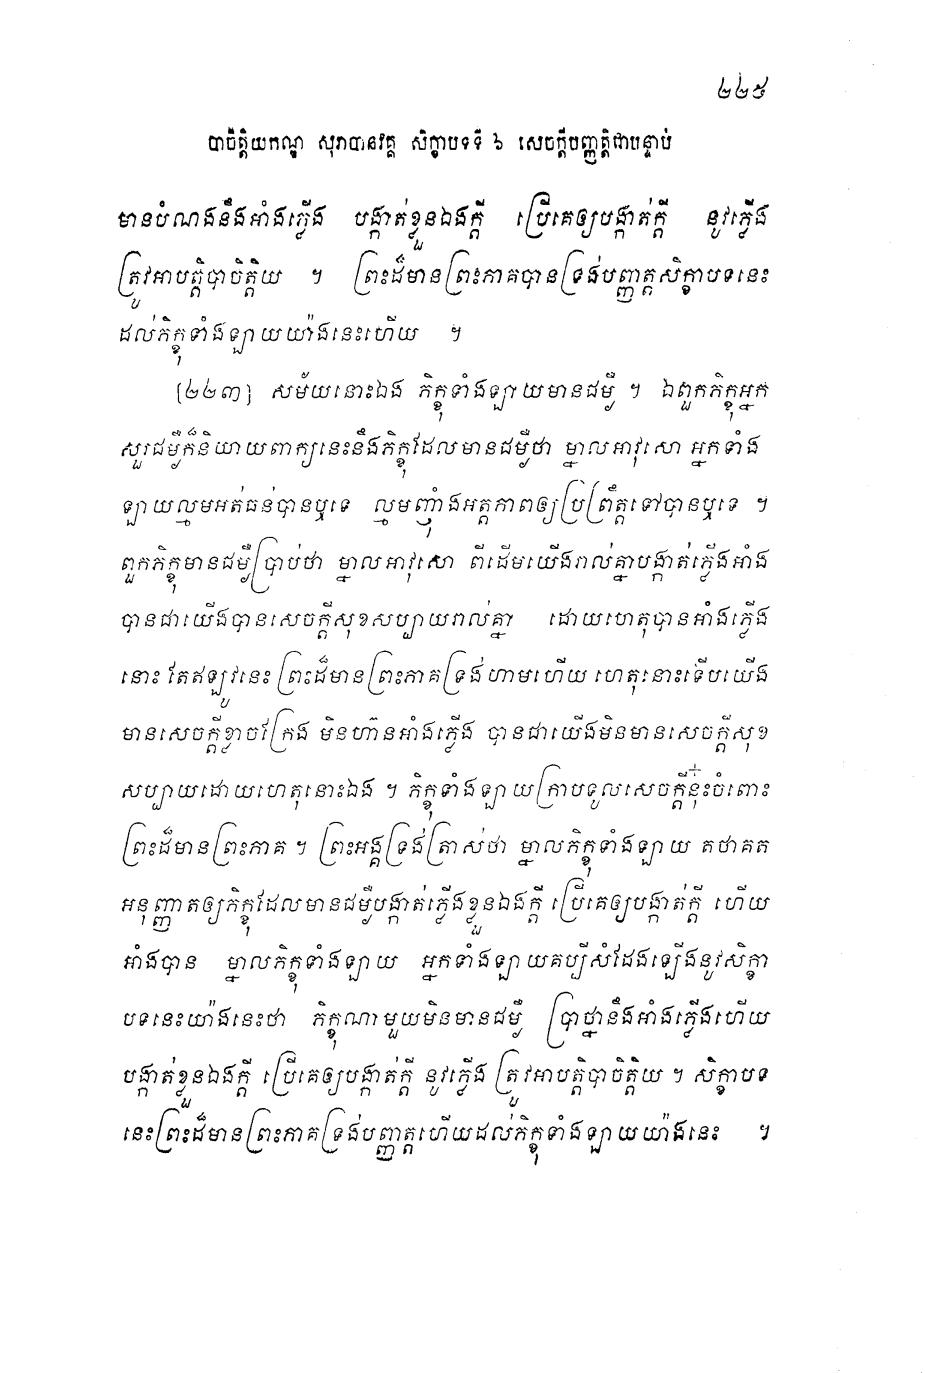 ២២៥
បាចិត្តិយកណ្ឌ សុរាបានវគ្គ សិក្ខាបទទី ៦ សេចក្តីបញ្ញត្តិជាបន្ទាប់
មានបំណងនឹងអាំងភ្លើង បង្កាត់ខ្លួនឯងក្តី ប្រើគេឲ្យបង្កាត់ក្តី នូវភ្លើង
ត្រូវអាបត្តិបាចិត្តិយ ។ ព្រះដ៏មានព្រះភាគបានទ្រង់បញ្ញត្តសិក្ខាបទនេះ
ដល់ភិក្ខុទាំងឡាយយ៉ាងនេះហើយ ។
[២២៣] សម័យនោះឯង ភិក្ខុទាំងឡាយមានជម្ងឺ ។ ឯពួកភិក្ខុអ្នក
សួរជម្ងឺក៏និយាយពាក្យនេះនឹងភិក្ខុដែលមានជម្ងឺថា ម្នាលអាវុសោ អ្នកទាំង
ឡាយល្មមអត់ធន់បានឬទេ ល្មមញុំាងអត្តភាពឲ្យប្រព្រឹត្តទៅបានឬទេ ។
ពួកភិក្ខុមានជម្ងឺប្រាប់ថា ម្នាលអាវុសោ ពីដើមយើងរាល់គ្នាបង្កាត់ភ្លើងអាំង
បានជាយើងបានសេចក្តីសុខសប្បាយរាល់គ្នា ដោយហេតុបានអាំងភ្លើង
នោះ តែឥឡូវនេះ ព្រះដ៏មានព្រះភាគទ្រង់ហាមហើយ ហេតុនោះទើបយើង
មានសេចក្តីខ្លាចក្រែង មិនហ៊ានអាំងភ្លើង បានជាយើងមិនមានសេចក្តីសុខ
សប្បាយដោយហេតុនោះឯង ។ ភិក្ខុទាំងឡាយក្រាបទូលសេចក្តីនុ៎ះចំពោះ
ព្រះដ៏មានព្រះភាគ ។ ព្រះអង្គទ្រង់ត្រាស់ថា ម្នាលភិក្ខុទាំងឡាយ តថាគត
អនុញ្ញាតឲ្យភិក្ខុដែលមានជម្ងឺបង្កាត់ភ្លើងខ្លួនឯងក្តី ប្រើគេឲ្យបង្កាត់ក្តី ហើយ
អាំងបាន ម្នាលភិក្ខុទាំងឡាយ អ្នកទាំងឡាយគប្បីសំដែងឡើងនូវសិក្ខា
បទនេះយ៉ាងនេះថា ភិក្ខុណាមួយមិនមានជម្ងឺ ប្រាថ្នានឹងអាំងភ្លើងហើយ
បង្កាត់ខ្លួនឯងក្តី ប្រើគេឲ្យបង្កាត់ក្តី នូវភ្លើង ត្រូវអាបត្តិបាចិត្តិយ ។ សិក្ខាបទ
នេះព្រះដ៏មានព្រះភាគទ្រង់បញ្ញត្តហើយដល់ភិក្ខុទាំងឡាយយ៉ាងនេះ ។